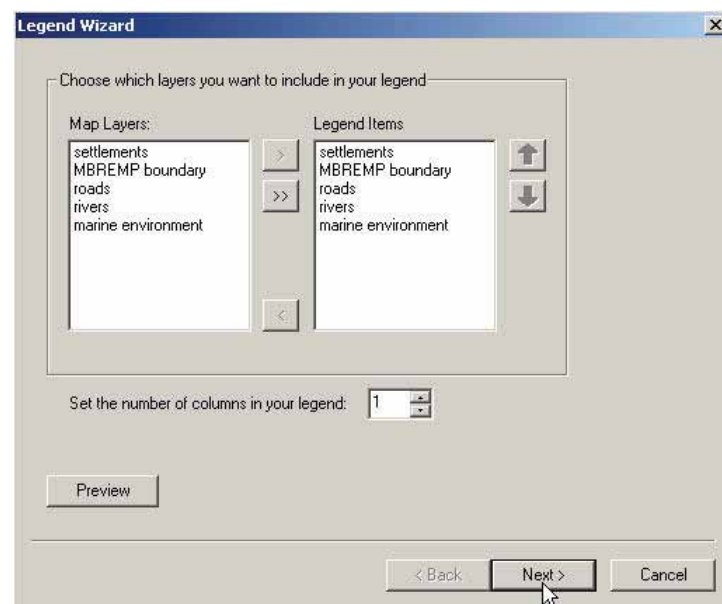 Legend Wizard
Choose which layers you want to include in your legend
Map Layers:
Legend Items
settlements
MBREMP boundary
roads
rivers
marine environment
>
>>
<
settlements
MBREMP boundary
roads
rivers
marine environment
Set the number of columns in your legend:
1
Preview
< Back
Next >
Cancel